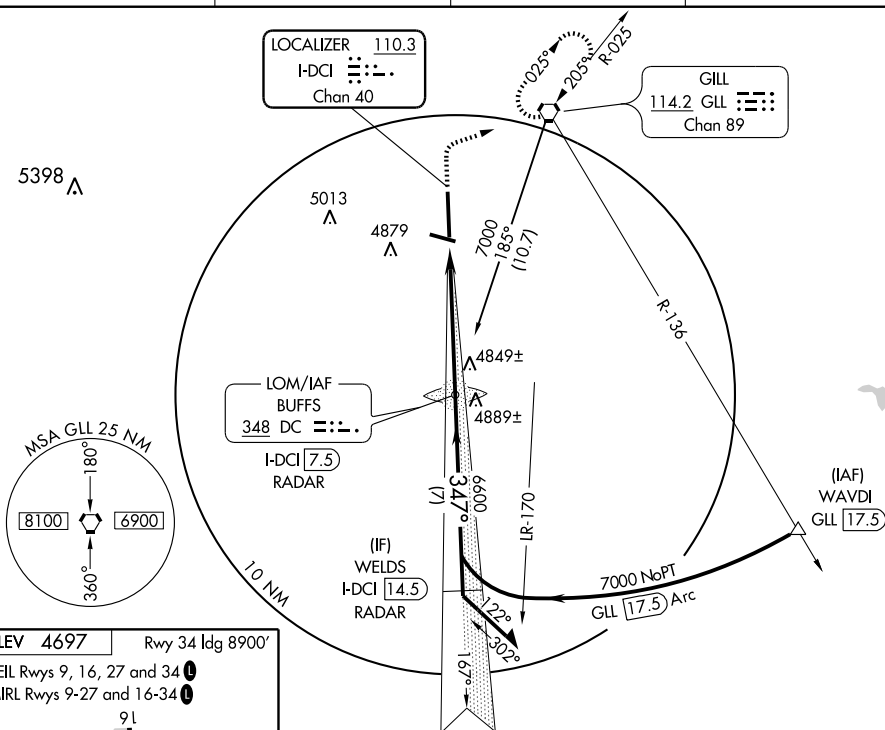 LOCALIZER 110.3
I-DCI
Chan 40
025°
205°
R-025
GILL
114.2 GLL
Chan 89
5398
5013
4879
7000
185°
(10.7)
R-136
4849±
4889±
LOM/IAF
BUFFS
348 DC
I-DCI 7.5
RADAR
MSA GLL 25 NM
180°
8100
6900
360°
6900
347°
(7)
LR-170
(IAF)
WAVDI
GLL 17.5
(IF)
WELDS
I-DCI 14.5
RADAR
7000 NoPT
GLL 17.5 Arc
10 NM
122°
302°
167°
LEV 4697
Rwy 34 ldg 8900'
EIL Rwys 9, 16, 27 and 34 L
IRL Rwys 9-27 and 16-34 L